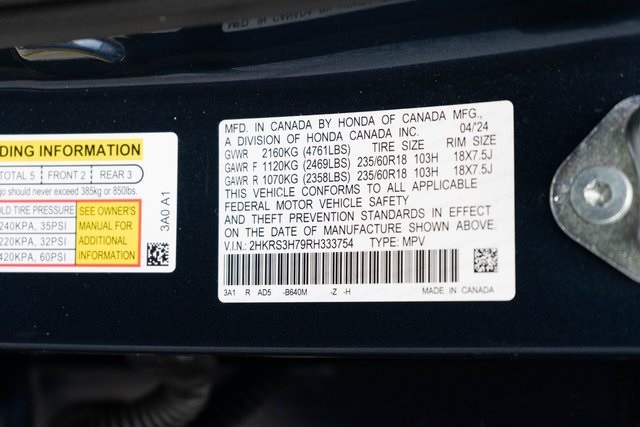 DING INFORMATION
TOTAL 5 FRONT 2 REAR 3
go should never exceed 385kg or 850lbs.
OLD TIRE PRESSURE
240KPA, 35PSI
220KPA, 32PSI
420KPA, 60PSI
SEE OWNER'S
MANUAL FOR
ADDITIONAL
INFORMATION
3A0 A1
MFD. IN CANADA BY HONDA OF CANADA MFG.,
A DIVISION OF HONDA CANADA INC. 04/24
GVWR 2160KG (4761LBS) TIRE SIZE RIM SIZE
GAWR F 1120KG (2469LBS) 235/60R18 103H 18X7.5J
GAWR R 1070KG (2358LBS) 235/60R18 103H 18X7.5J
THIS VEHICLE CONFORMS TO ALL APPLICABLE
FEDERAL MOTOR VEHICLE SAFETY
AND THEFT PREVENTION STANDARDS IN EFFECT
ON THE DATE OF MANUFACTURE SHOWN ABOVE.
V.I.N: 2HKRS3H79RH333754 TYPE: MPV
3A1 R AD5 -B640M -Z -H MADE IN CANADA